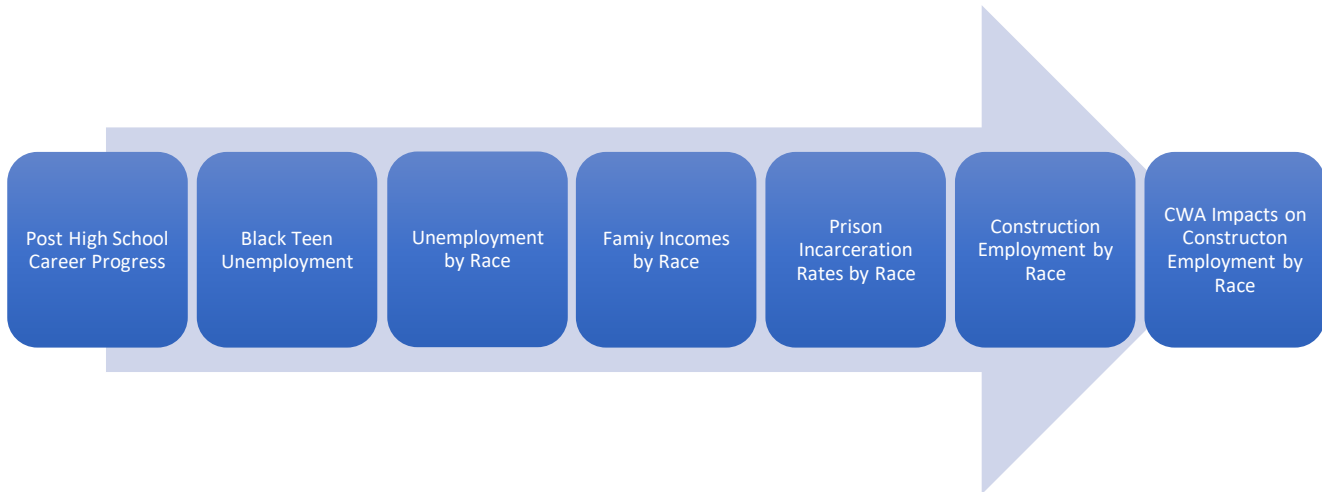 Post High School
Career Progress
Black Teen
Unemployment
Unemployment
by Race
Famiy Incomes
by Race
Prison
Incarceration
Rates by Race
Construction
Employment by
Race
CWA Impacts on
Constructon
Employment by
Race